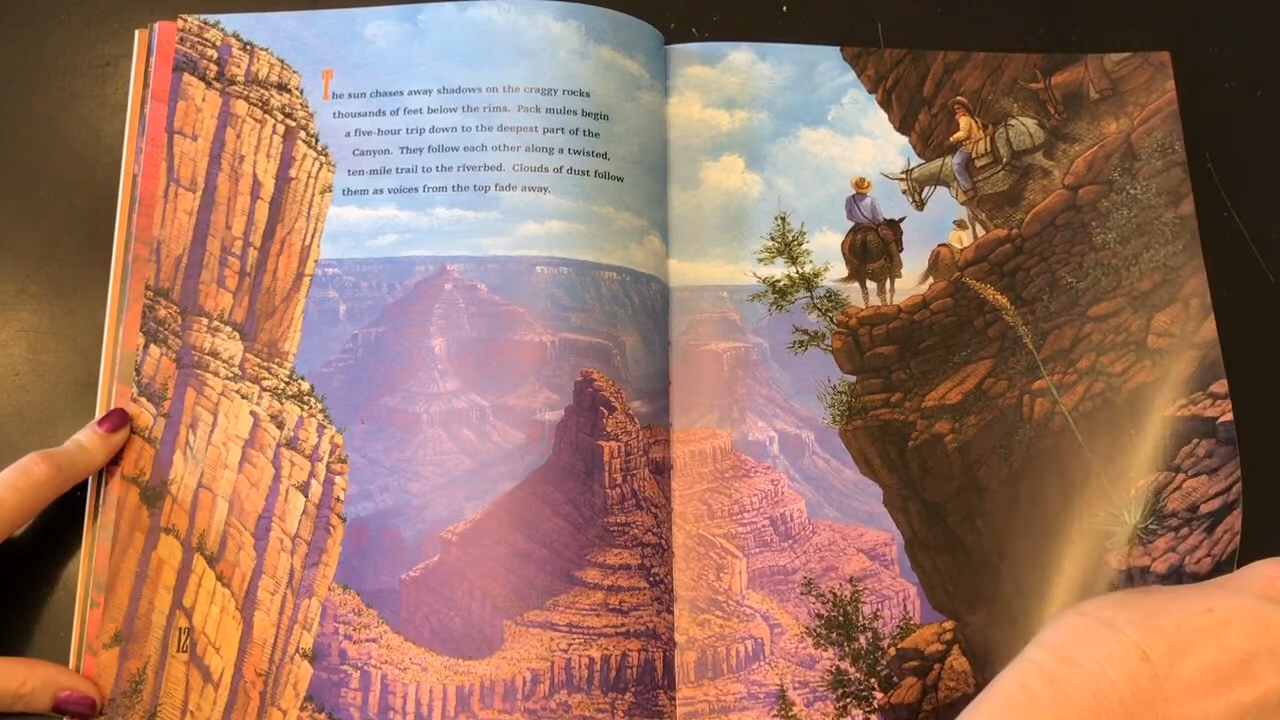 The sun chases away shadows on the craggy rocks
thousands of feet below the rims. Pack mules begin
a five-hour trip down to the deepest part of the
Canyon. They follow each other along a twisted,
ten-mile trail to the riverbed. Clouds of dust follow
them as voices from the top fade away.
12